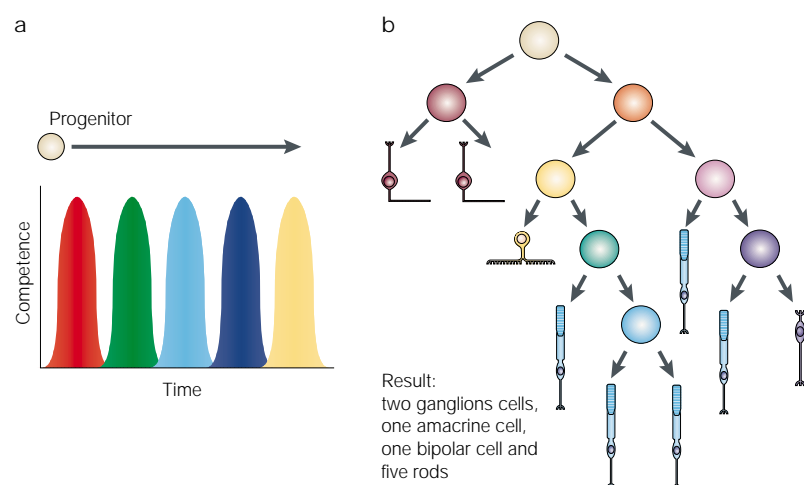 a
Progenitor
Competence
Time
b
Result:
two ganglions cells,
one amacrine cell,
one bipolar cell and
five rods